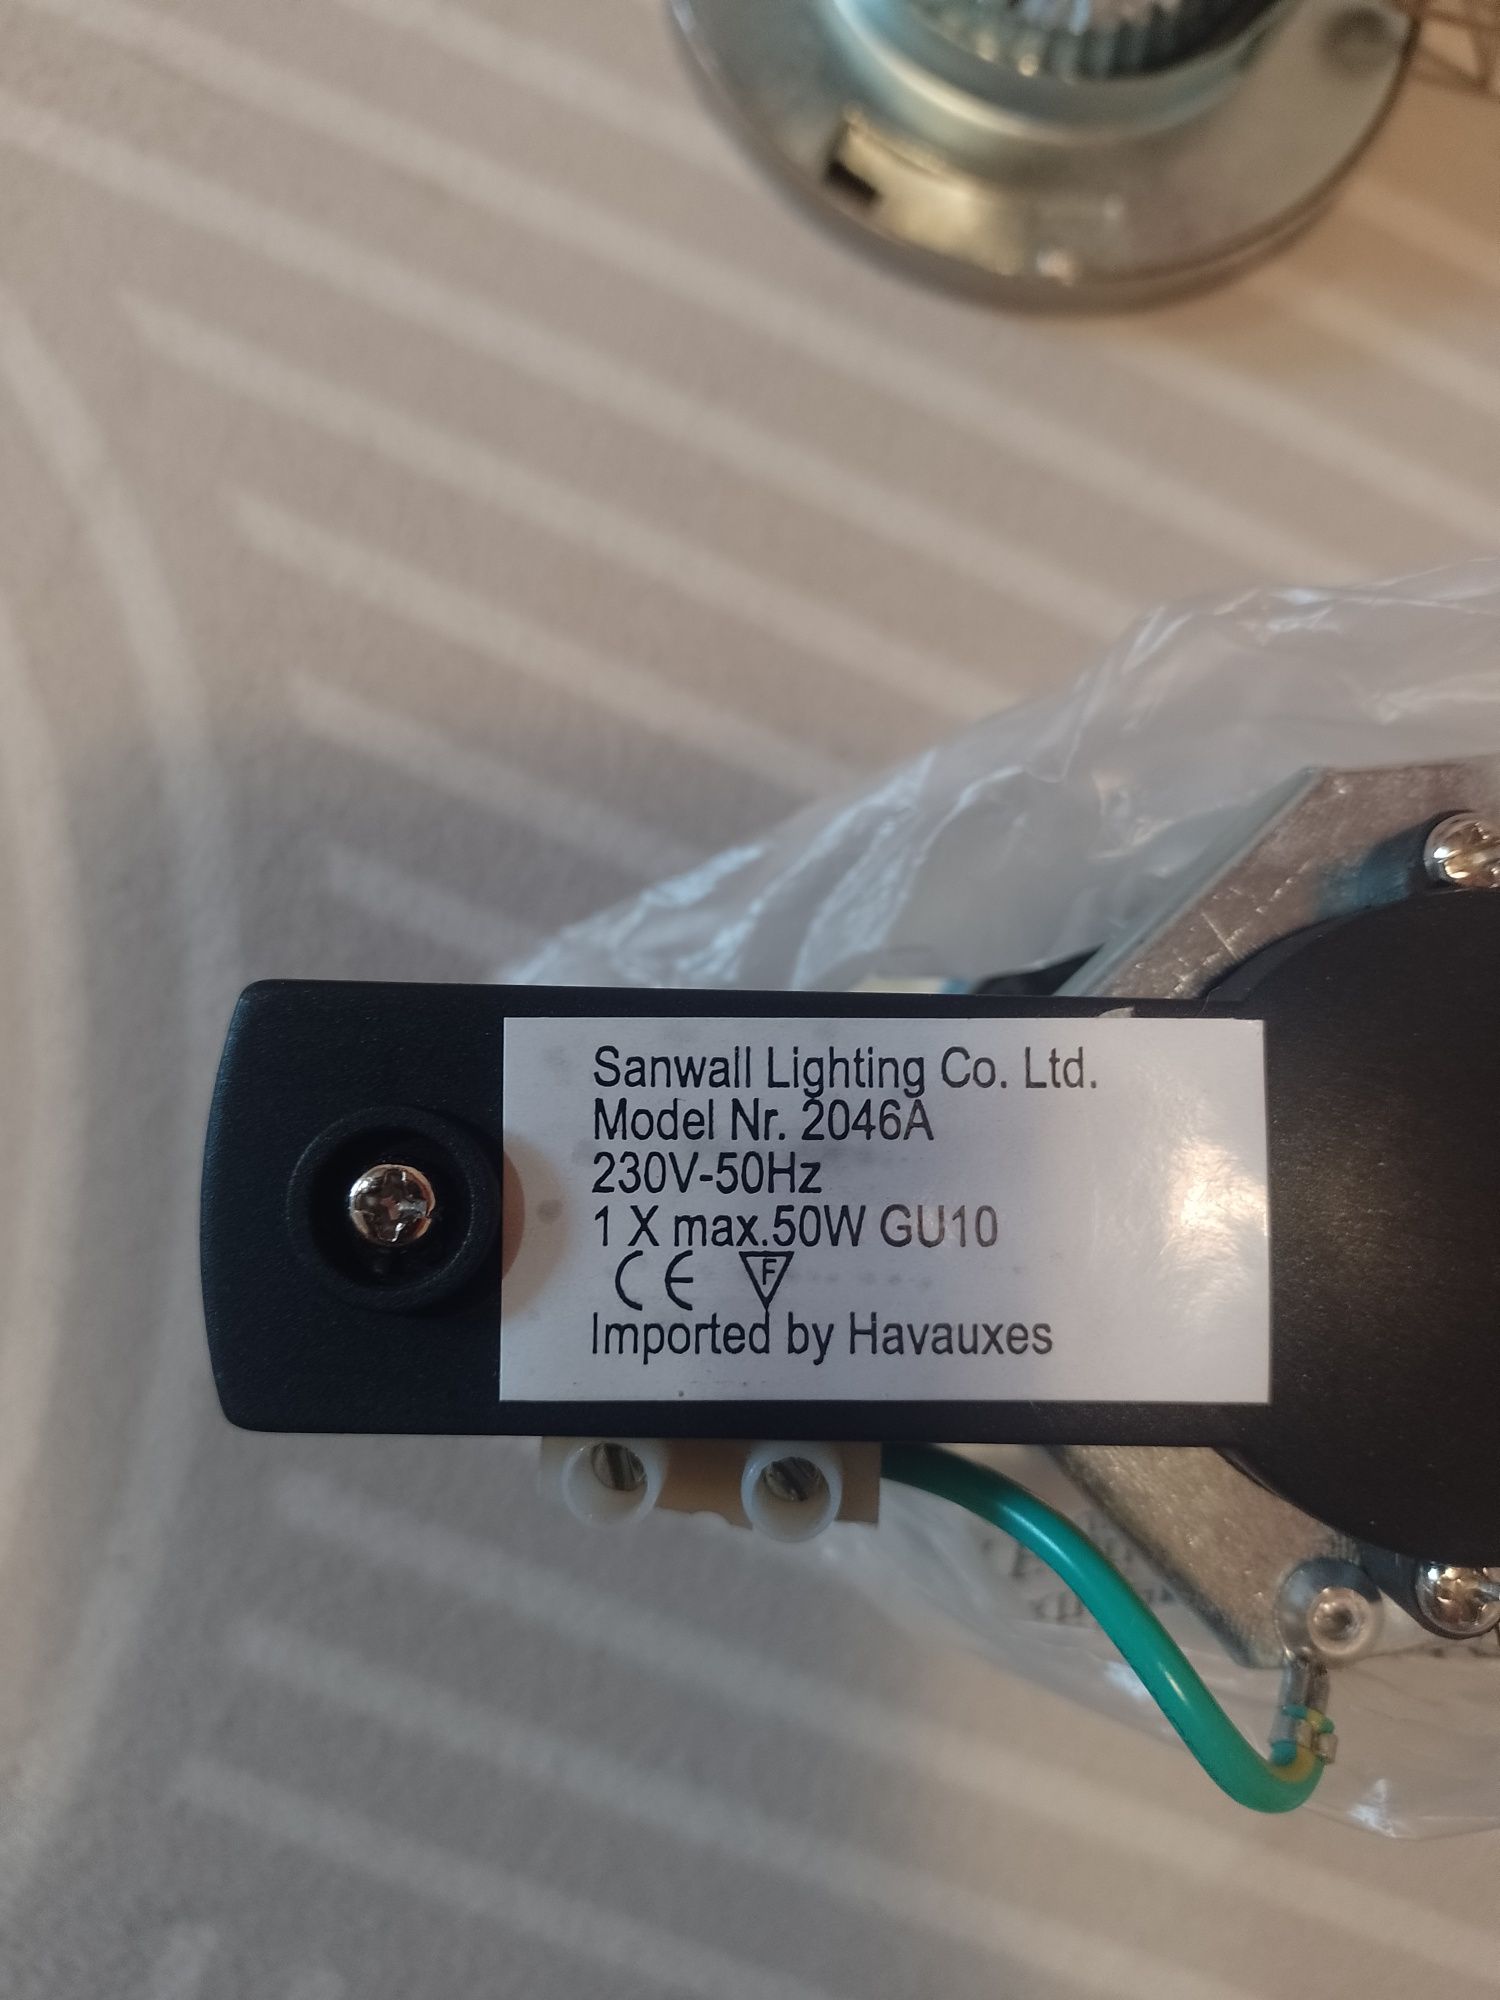 Sanwall Lighting Co. Ltd.
Model Nr. 2046A
230V-50Hz
1 X max.50W GU10
CE F
Imported by Havauxes